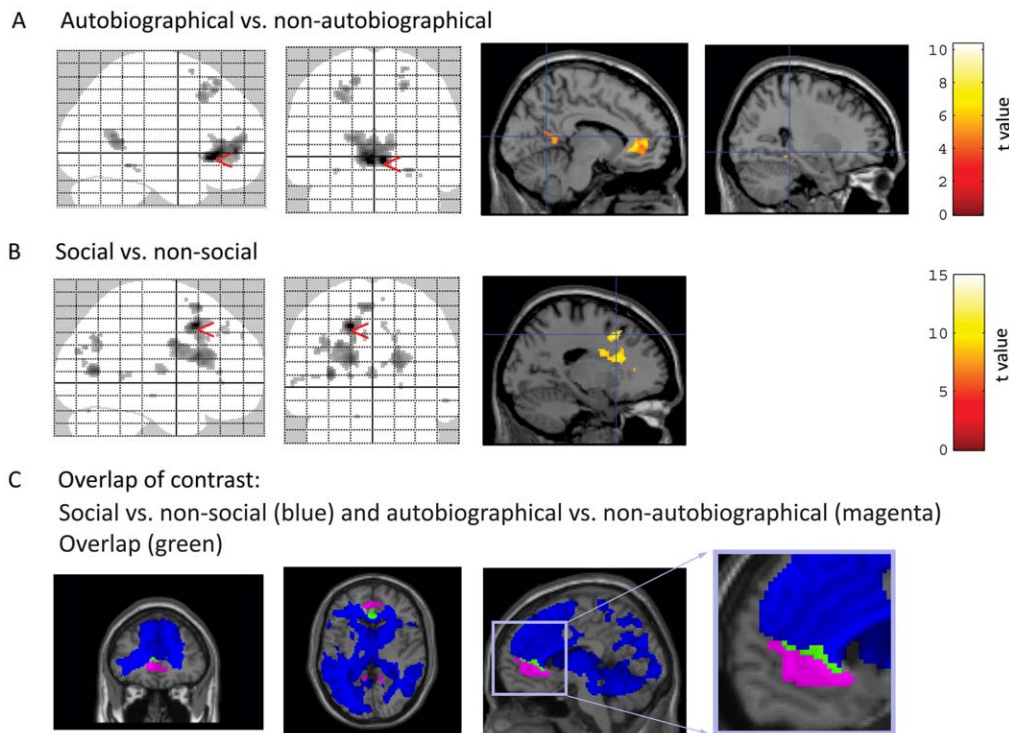 A Autobiographical vs. non-autobiographical
10
8
6
4
2
0
t value
B Social vs. non-social
15
10
5
0
t value
C Overlap of contrast:
Social vs. non-social (blue) and autobiographical vs. non-autobiographical (magenta)
Overlap (green)